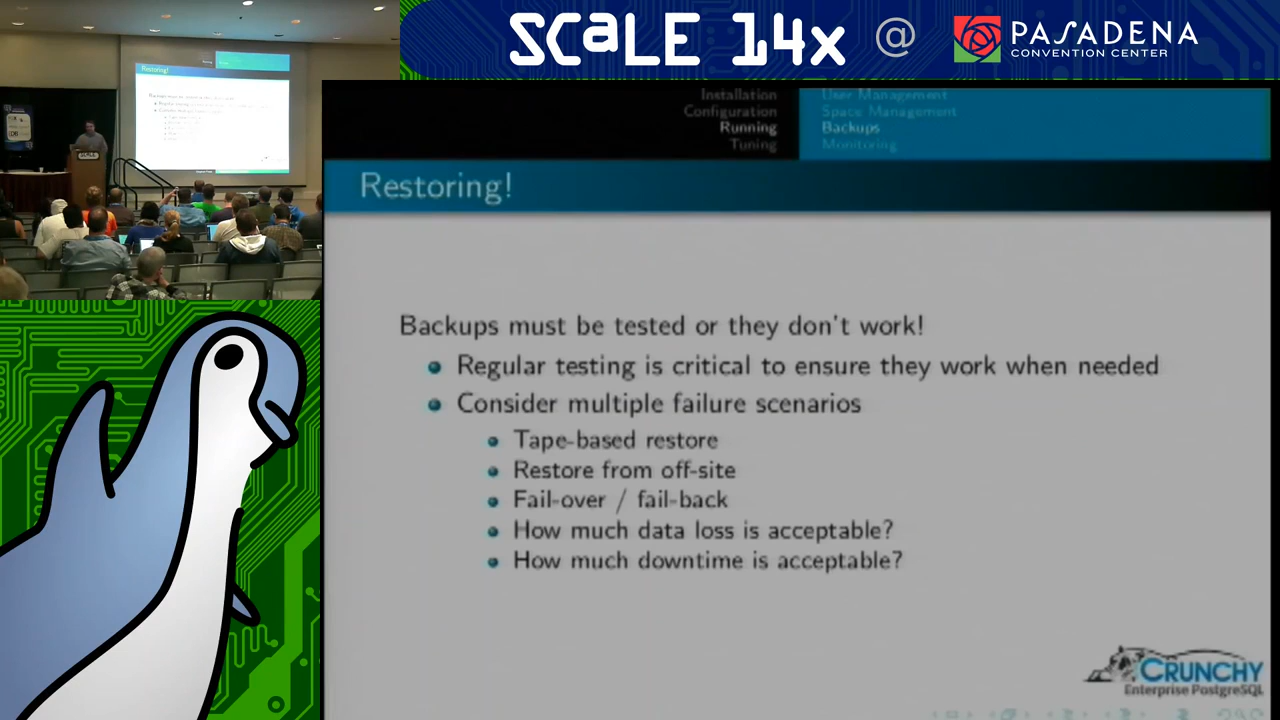 SCaLE 14x @ PASADENA
CONVENTION CENTER
Installation
Configuration
Running
Tuning
User Management
Space Management
Backups
Monitoring
Restoring!
Backups must be tested or they don't work!
Regular testing is critical to ensure they work when needed
Consider multiple failure scenarios
Tape-based restore
Restore from off-site
Fail-over / fail-back
How much data loss is acceptable?
How much downtime is acceptable?
CRUNCHY
Enterprise PostgreSQL
Restoring!
SCALE